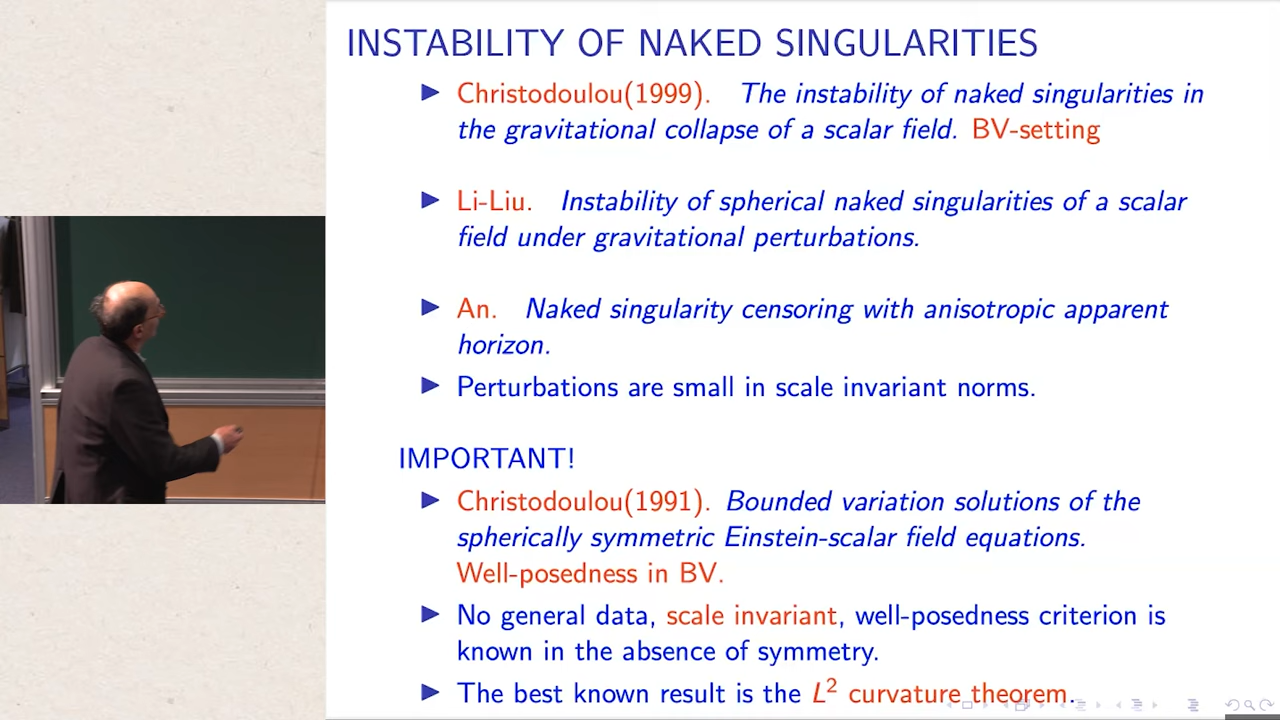 INSTABILITY OF NAKED SINGULARITIES
Christodoulou(1999). The instability of naked singularities in
the gravitational collapse of a scalar field. BV-setting
Li-Liu. Instability of spherical naked singularities of a scalar
field under gravitational perturbations.
An. Naked singularity censoring with anisotropic apparent
horizon.
Perturbations are small in scale invariant norms.
IMPORTANT!
Christodoulou(1991). Bounded variation solutions of the
spherically symmetric Einstein-scalar field equations.
Well-posedness in BV.
No general data, scale invariant, well-posedness criterion is
known in the absence of symmetry.
The best known result is the L² curvature theorem.